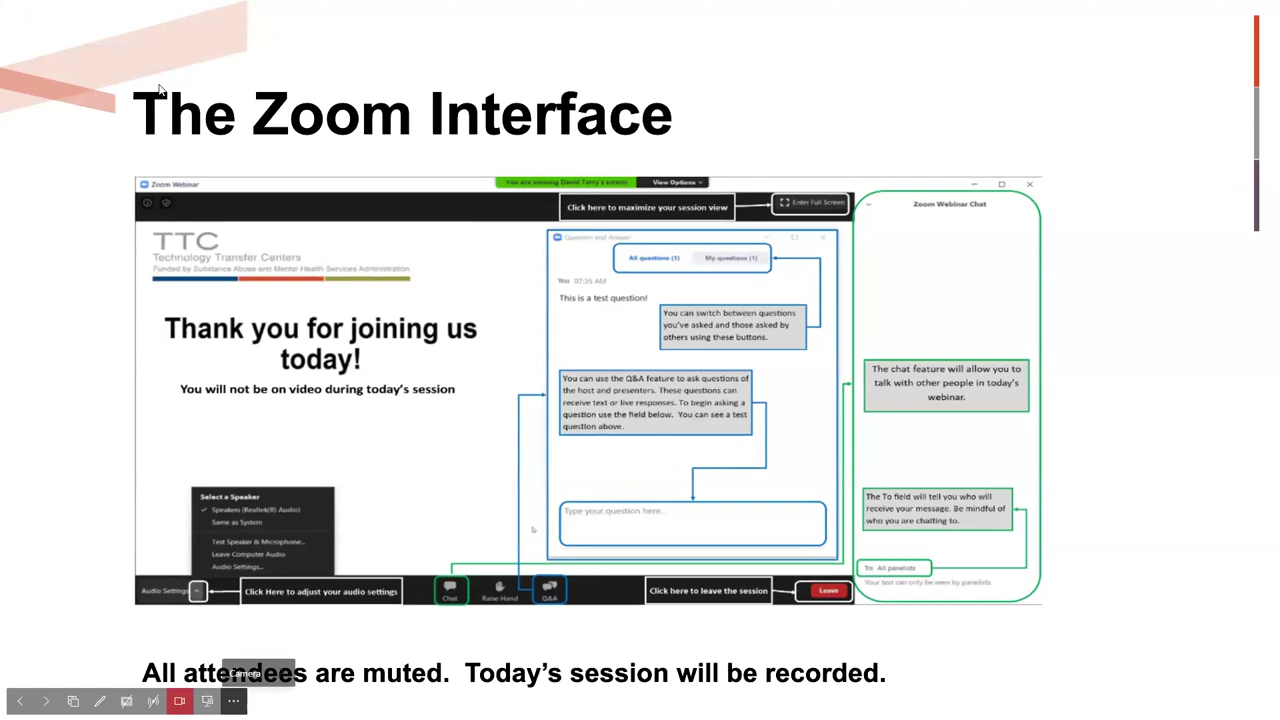 The Zoom Interface
Zoom Webinar
You are viewing David Terry's screen
View Options
Click here to maximize your session view
Enter Full Screen
Zoom Webinar Chat
TTC
Technology Transfer Centers
Funded by Substance Abuse and Mental Health Services Administration
Question and Answer
All questions (1)
My questions (1)
You 07:35 AM
This is a test question!
You can switch between questions
you've asked and those asked by
others using these buttons.
Thank you for joining us
today!
You will not be on video during today's session
You can use the Q&A feature to ask questions of
the host and presenters. These questions can
receive text or live responses. To begin asking a
question use the field below. You can see a test
question above.
The chat feature will allow you to
talk with other people in today's
webinar.
Type your question here...
The To field will tell you who will
receive your message. Be mindful of
who you are chatting to.
To: All panelists
Your text can only be seen by panelists
Select a Speaker
Speakers (Realtek(R) Audio)
Same as System
Test Speaker & Microphone...
Leave Computer Audio
Audio Settings...
Audio Settings
Click Here to adjust your audio settings
Chat
Raise Hand
Q&A
Click here to leave the session
Leave
All attendees are muted. Today's session will be recorded.
Camera